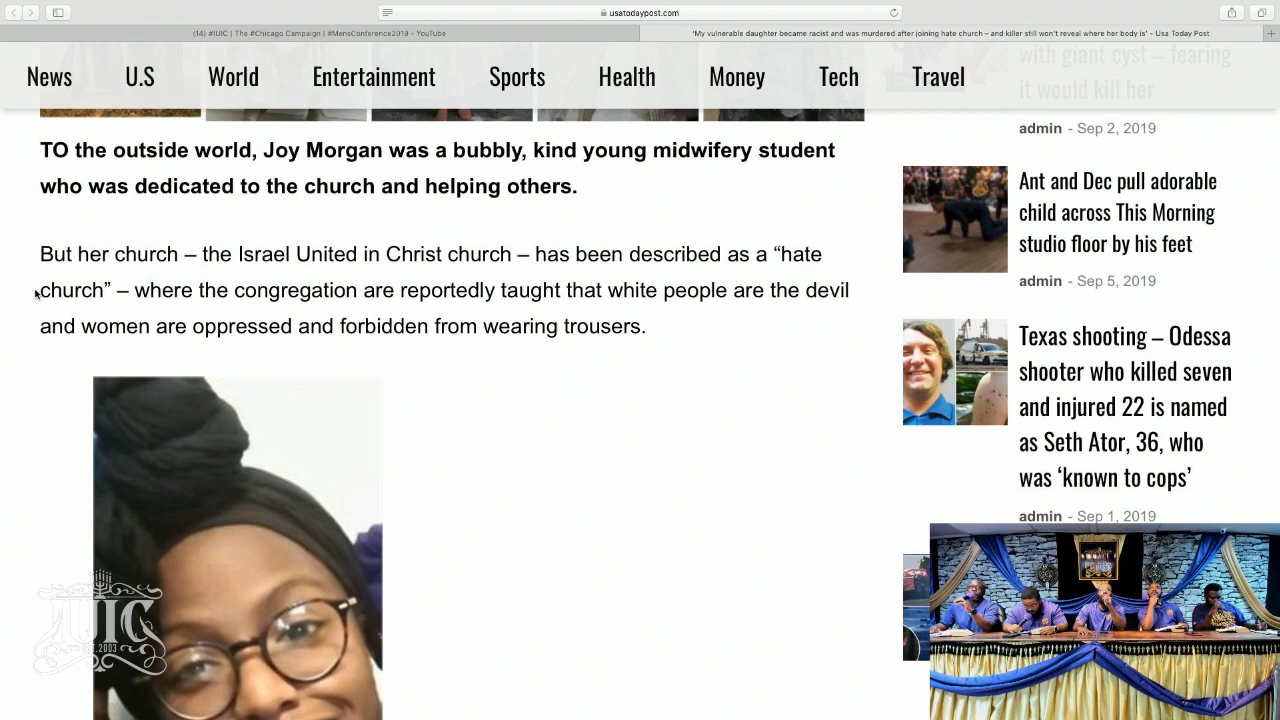 usatodaypost.com
(14) #IUIC | The #Chicago Campaign | #MensConference2019 - YouTube
'My vulnerable daughter became racist and was murdered after joining hate church – and killer still won't reveal where her body is' - Usa Today Post
News U.S World Entertainment Sports Health Money Tech Travel
TO the outside world, Joy Morgan was a bubbly, kind young midwifery student
who was dedicated to the church and helping others.
But her church – the Israel United in Christ church – has been described as a “hate
church” – where the congregation are reportedly taught that white people are the devil
and women are oppressed and forbidden from wearing trousers.
with giant cyst – fearing
it would kill her
admin - Sep 2, 2019
Ant and Dec pull adorable
child across This Morning
studio floor by his feet
admin - Sep 5, 2019
Texas shooting – Odessa
shooter who killed seven
and injured 22 is named
as Seth Ator, 36, who
was ‘known to cops’
admin - Sep 1, 2019
IUIC
EST.2003